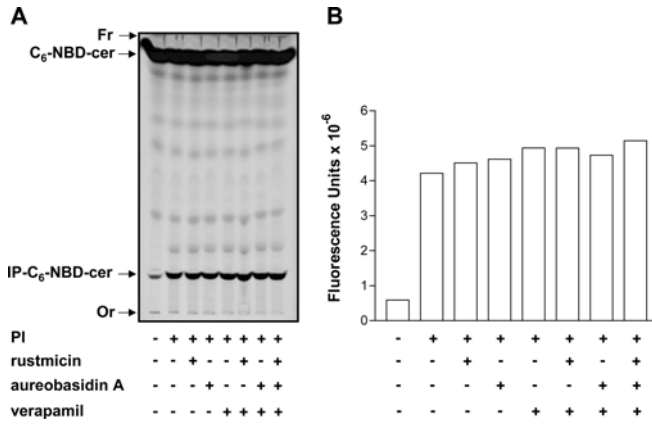 A
Fr
C₆-NBD-cer
IP-C₆-NBD-cer
Or
PI - + + + + + + +
rustmicin - - + - - + - +
aureobasidin A - - - + - - + +
verapamil - - - - + + + +
B
Fluorescence Units x 10⁻⁶
6
5
4
3
2
1
0
- + + + + + + +
- - + - - + - +
- - - + - - + +
- - - - + + + +